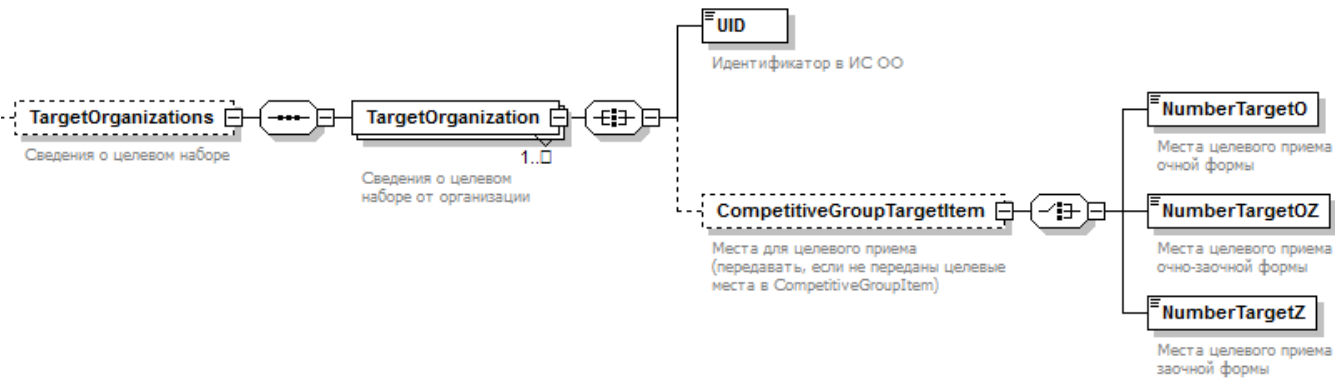 UID
Идентификатор в ИС ОО
TargetOrganizations
Сведения о целевом наборе
TargetOrganization
1..□
Сведения о целевом
наборе от организации
CompetitiveGroupTargetItem
Места для целевого приема
(передавать, если не переданы целевые
места в CompetitiveGroupItem)
NumberTargetO
Места целевого приема
очной формы
NumberTargetOZ
Места целевого приема
очно-заочной формы
NumberTargetZ
Места целевого приема
заочной формы